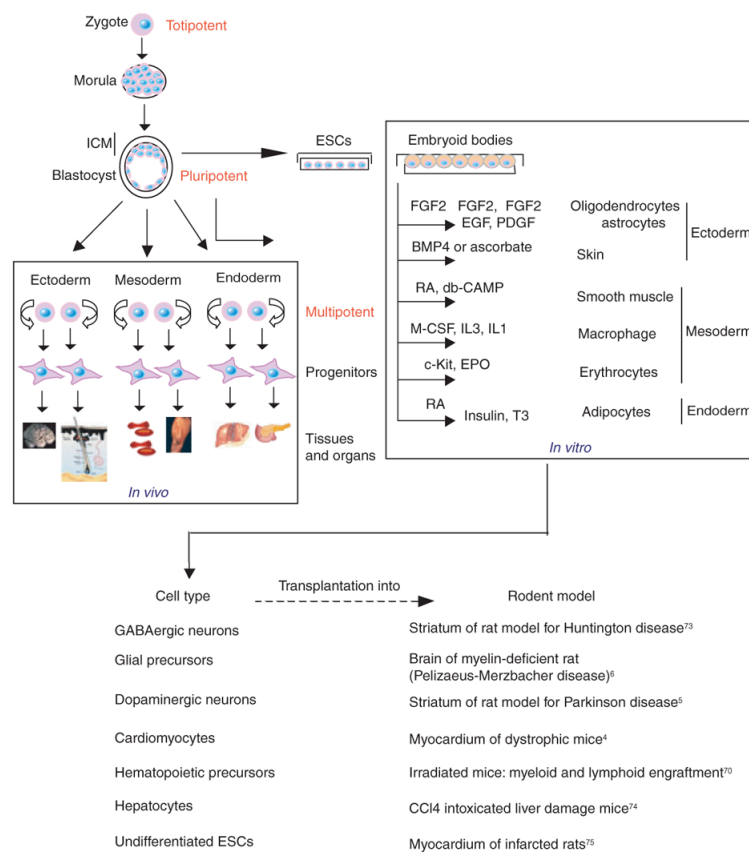 Zygote
Totipotent
Morula
ICM
Blastocyst
Pluripotent
ESCs
Ectoderm Mesoderm Endoderm
Multipotent
Progenitors
Tissues
and organs
In vivo
Embryoid bodies
FGF2 FGF2, FGF2
EGF, PDGF
Oligodendrocytes
astrocytes
Ectoderm
BMP4 or ascorbate
Skin
RA, db-CAMP
Smooth muscle
M-CSF, IL3, IL1
Macrophage
Mesoderm
c-Kit, EPO
Erythrocytes
RA
Insulin, T3
Adipocytes
Endoderm
In vitro
Cell type Transplantation into Rodent model
GABAergic neurons Striatum of rat model for Huntington disease73
Glial precursors Brain of myelin-deficient rat
(Pelizaeus-Merzbacher disease)6
Dopaminergic neurons Striatum of rat model for Parkinson disease5
Cardiomyocytes Myocardium of dystrophic mice4
Hematopoietic precursors Irradiated mice: myeloid and lymphoid engraftment70
Hepatocytes CCl4 intoxicated liver damage mice74
Undifferentiated ESCs Myocardium of infarcted rats75